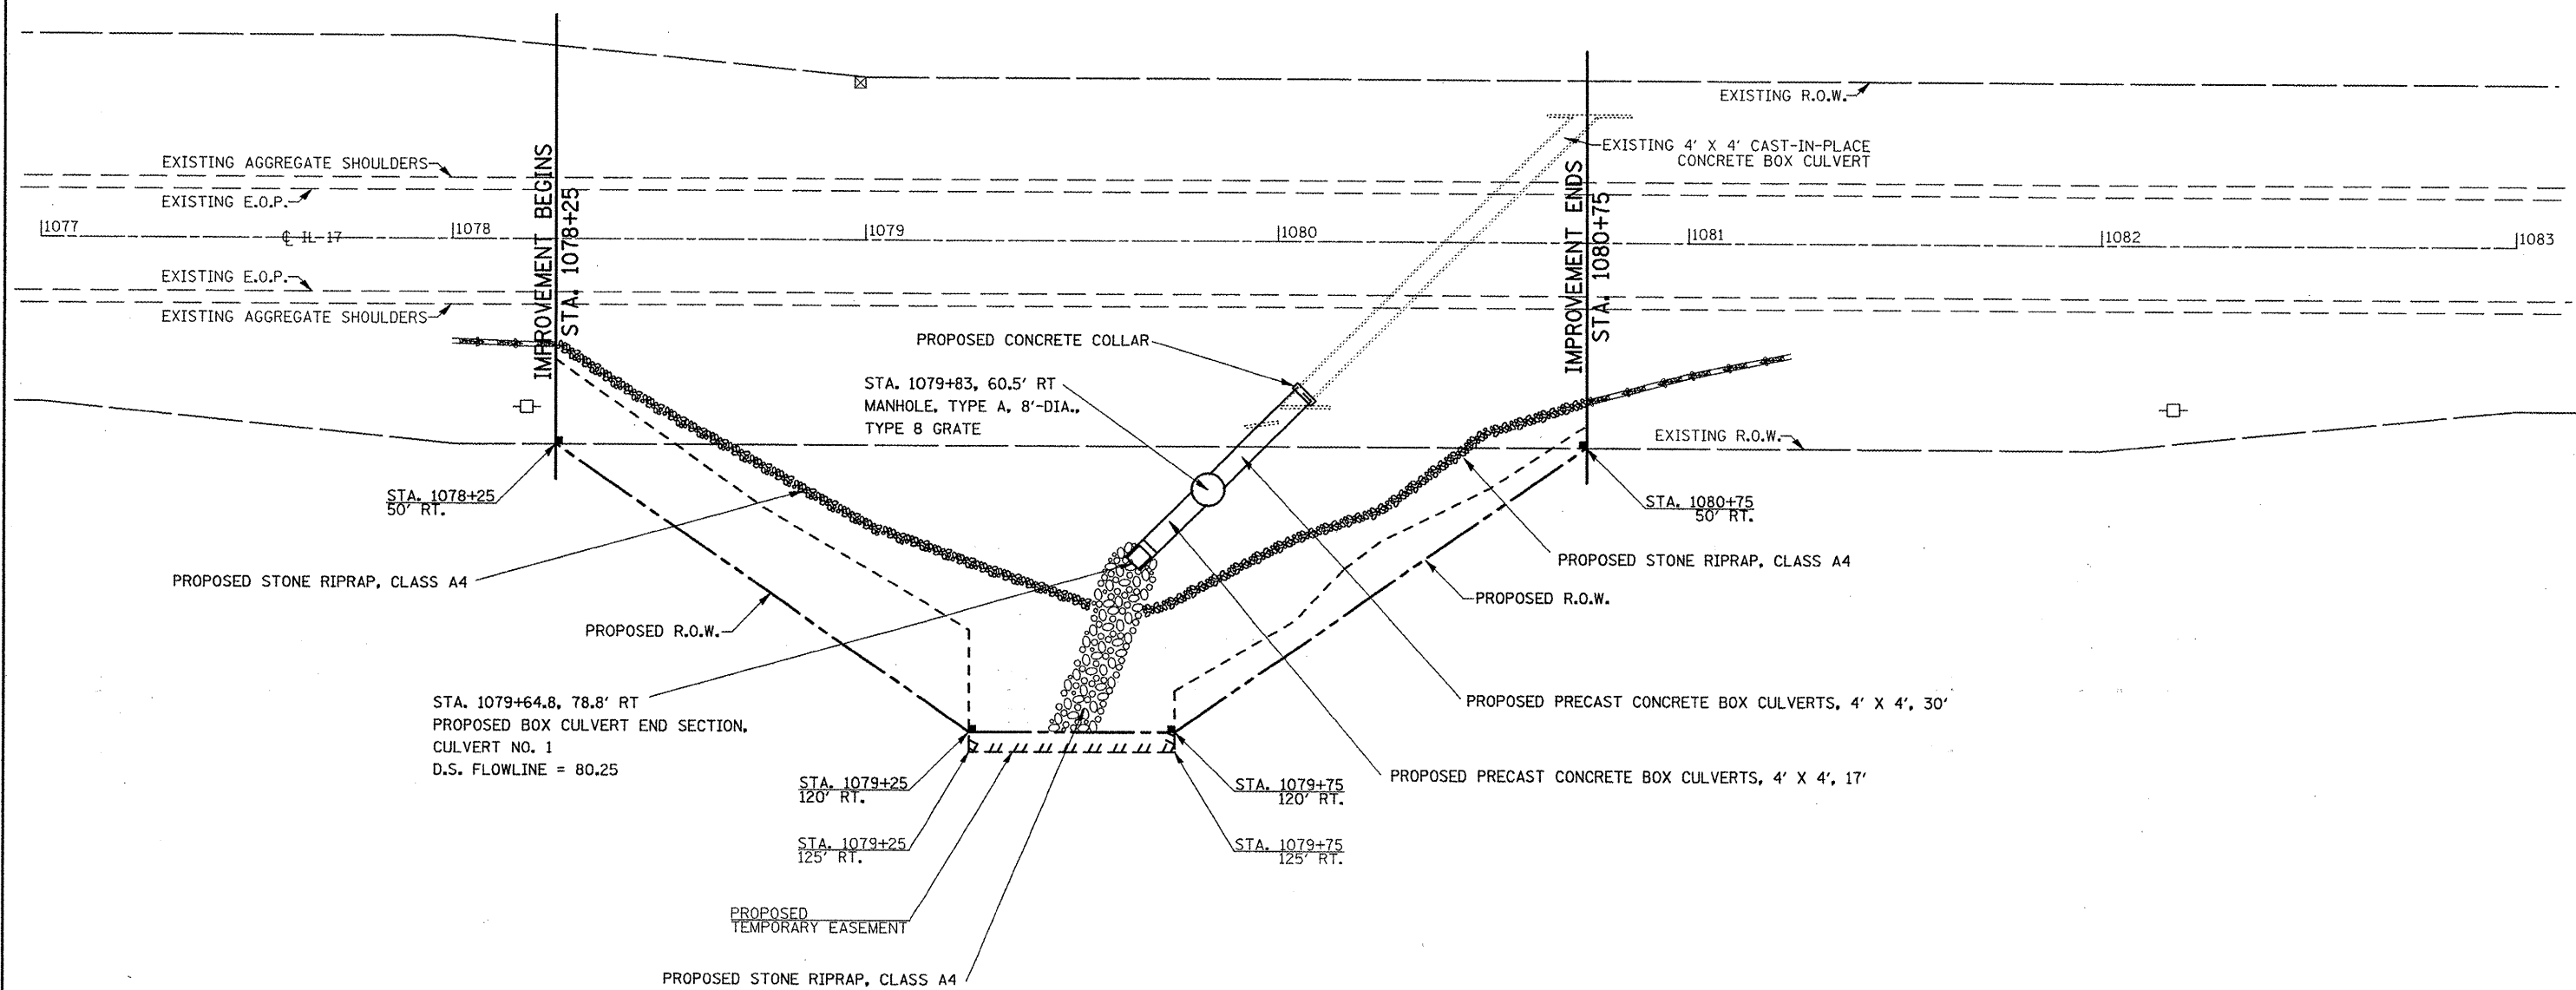 EXISTING R.O.W.
EXISTING 4' X 4' CAST-IN-PLACE
CONCRETE BOX CULVERT
EXISTING AGGREGATE SHOULDERS
EXISTING E.O.P.
IMPROVEMENT BEGINS
STA. 1078+25
IMPROVEMENT ENDS
STA. 1080+75
1077
℄ IL-17
1078
1079
1080
1081
1082
1083
EXISTING E.O.P.
EXISTING AGGREGATE SHOULDERS
PROPOSED CONCRETE COLLAR
STA. 1079+83, 60.5' RT
MANHOLE, TYPE A, 8'-DIA.,
TYPE 8 GRATE
EXISTING R.O.W.
STA. 1078+25
50' RT.
STA. 1080+75
50' RT.
PROPOSED STONE RIPRAP, CLASS A4
PROPOSED STONE RIPRAP, CLASS A4
PROPOSED R.O.W.
PROPOSED R.O.W.
STA. 1079+64.8, 78.8' RT
PROPOSED BOX CULVERT END SECTION,
CULVERT NO. 1
D.S. FLOWLINE = 80.25
PROPOSED PRECAST CONCRETE BOX CULVERTS, 4' X 4', 30'
PROPOSED PRECAST CONCRETE BOX CULVERTS, 4' X 4', 17'
STA. 1079+25
120' RT.
STA. 1079+75
120' RT.
STA. 1079+25
125' RT.
STA. 1079+75
125' RT.
PROPOSED
TEMPORARY EASEMENT
PROPOSED STONE RIPRAP, CLASS A4